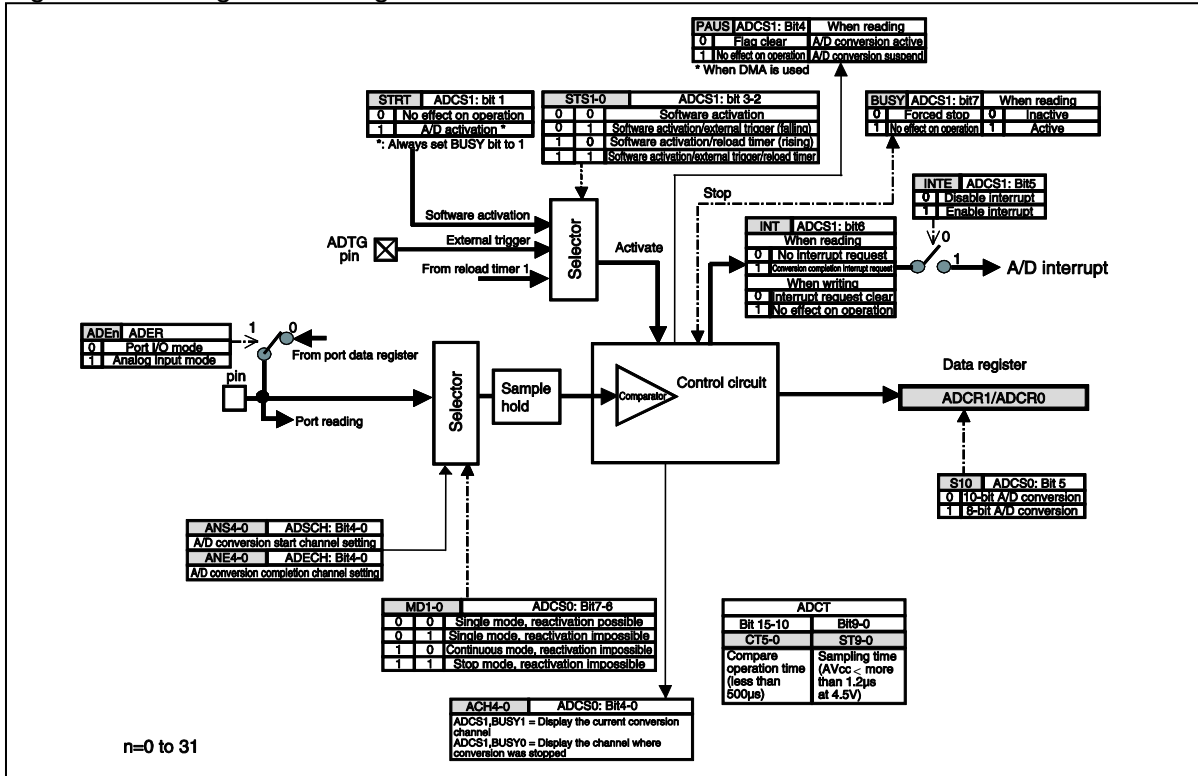 PAUS ADCS1: Bit4 When reading
0 Flag clear A/D conversion active
1 No effect on operation A/D conversion suspend
* When DMA is used
STRT ADCS1: bit 1
0 No effect on operation
1 A/D activation *
*: Always set BUSY bit to 1
STS1-0 ADCS1: bit 3-2
0 0 Software activation
0 1 Software activation/external trigger (falling)
1 0 Software activation/reload timer (rising)
1 1 Software activation/external trigger/reload timer
BUSY ADCS1: bit7 When reading
0 Forced stop 0 Inactive
1 No effect on operation 1 Active
Stop
INTE ADCS1: Bit5
0 Disable interrupt
1 Enable interrupt
Software activation
ADTG
pin
External trigger
From reload timer 1
Selector
Activate
INT ADCS1: bit6
When reading
0 No interrupt request
1 Conversion completion interrupt request
When writing
0 Interrupt request clear
1 No effect on operation
0
1
A/D interrupt
ADEn ADER
0 Port I/O mode
1 Analog input mode
1
0
From port data register
pin
Port reading
Selector
Sample
hold
Comparator
Control circuit
Data register
ADCR1/ADCR0
S10 ADCS0: Bit 5
0 10-bit A/D conversion
1 8-bit A/D conversion
ANS4-0 ADSCH: Bit4-0
A/D conversion start channel setting
ANE4-0 ADECH: Bit4-0
A/D conversion completion channel setting
MD1-0 ADCS0: Bit7-6
0 0 Single mode, reactivation possible
0 1 Single mode, reactivation impossible
1 0 Continuous mode, reactivation impossible
1 1 Stop mode, reactivation impossible
ADCT
Bit 15-10 Bit9-0
CT5-0 ST9-0
Compare
operation time
(less than
500µs)
Sampling time
(AVcc < more
than 1.2µs
at 4.5V)
ACH4-0 ADCS0: Bit4-0
ADCS1,BUSY1 = Display the current conversion
channel
ADCS1,BUSY0 = Display the channel where
conversion was stopped
n=0 to 31